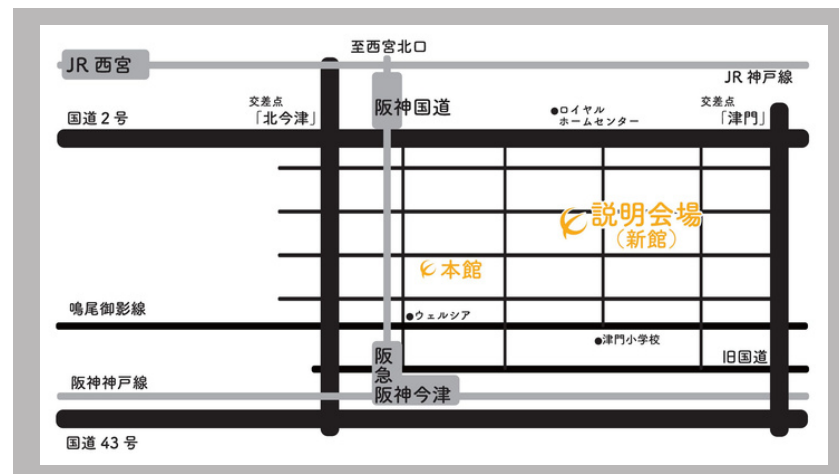 至西宮北口
JR 西宮
JR 神戸線
交差点
「北今津」
阪神国道
●ロイヤル
ホームセンター
交差点
「津門」
国道2号
説明会場
（新館）
本館
鳴尾御影線
●ウェルシア
●津門小学校
旧国道
阪急
阪神今津
阪神神戸線
国道 43 号